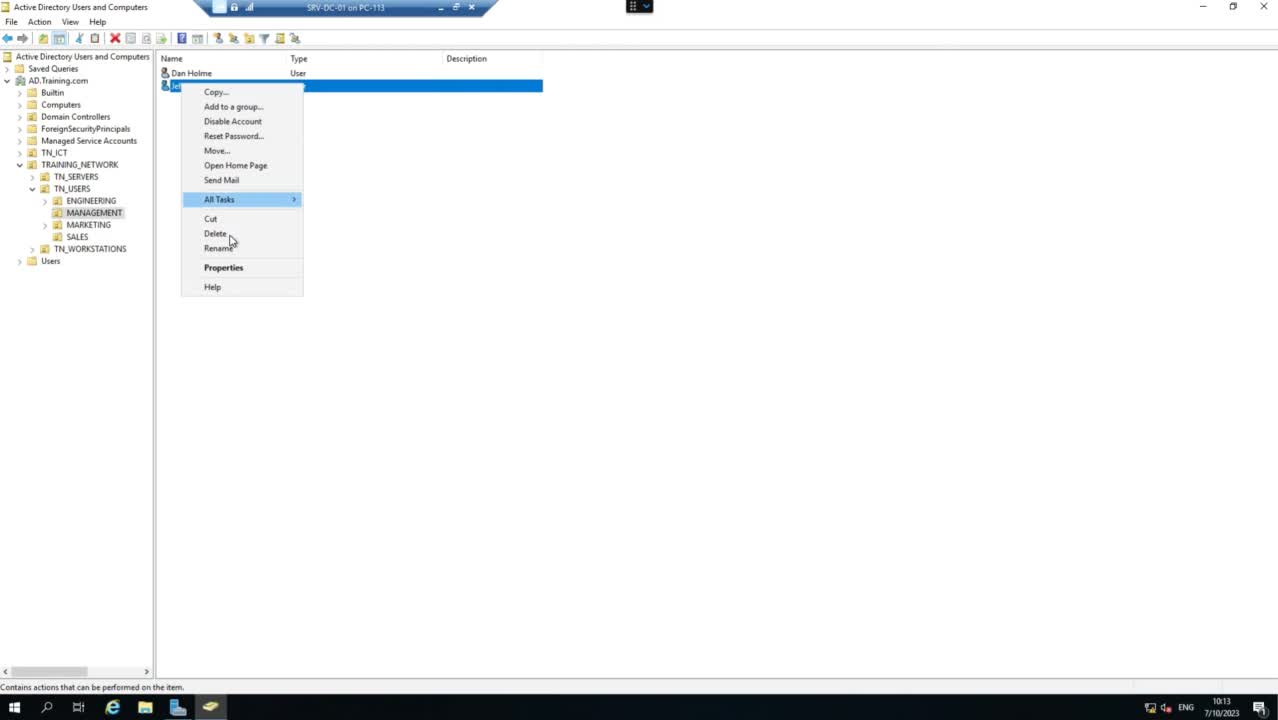 Active Directory Users and Computers
SRV-DC-01 on PC-113
File Action View Help
Active Directory Users and Computers
Saved Queries
AD.Training.com
Builtin
Computers
Domain Controllers
ForeignSecurityPrincipals
Managed Service Accounts
TN_ICT
TRAINING_NETWORK
TN_SERVERS
TN_USERS
ENGINEERING
MANAGEMENT
MARKETING
SALES
TN_WORKSTATIONS
Users
Name Type Description
Dan Holme User
Copy...
Add to a group...
Disable Account
Reset Password...
Move...
Open Home Page
Send Mail
All Tasks
Cut
Delete
Rename
Properties
Help
Contains actions that can be performed on the item.
ENG
10:13
7/10/2023
1